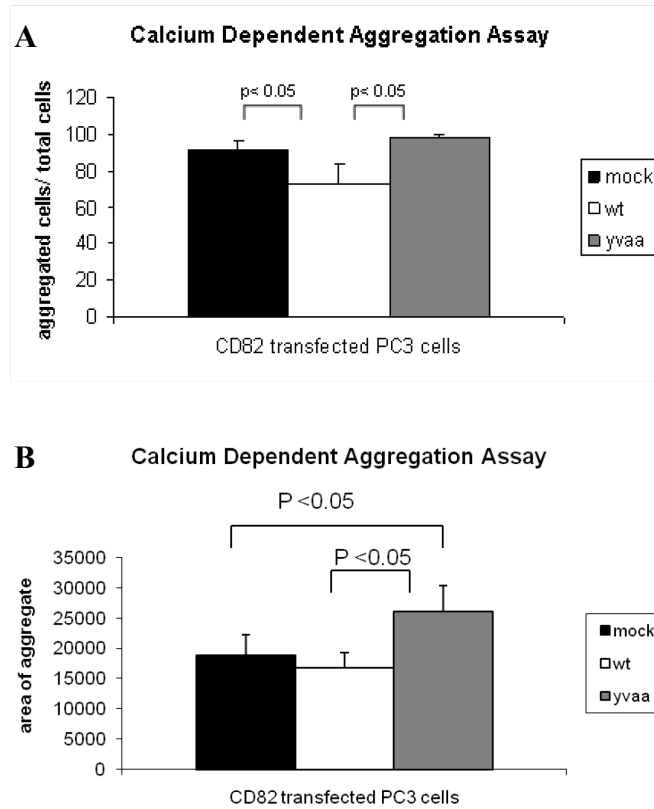 A
Calcium Dependent Aggregation Assay
p< 0.05 p< 0.05
aggregated cells/ total cells
120
100
80
60
40
20
0
mock
wt
yvaa
CD82 transfected PC3 cells
B
Calcium Dependent Aggregation Assay
P <0.05
P <0.05
area of aggregate
35000
30000
25000
20000
15000
10000
5000
0
mock
wt
yvaa
CD82 transfected PC3 cells